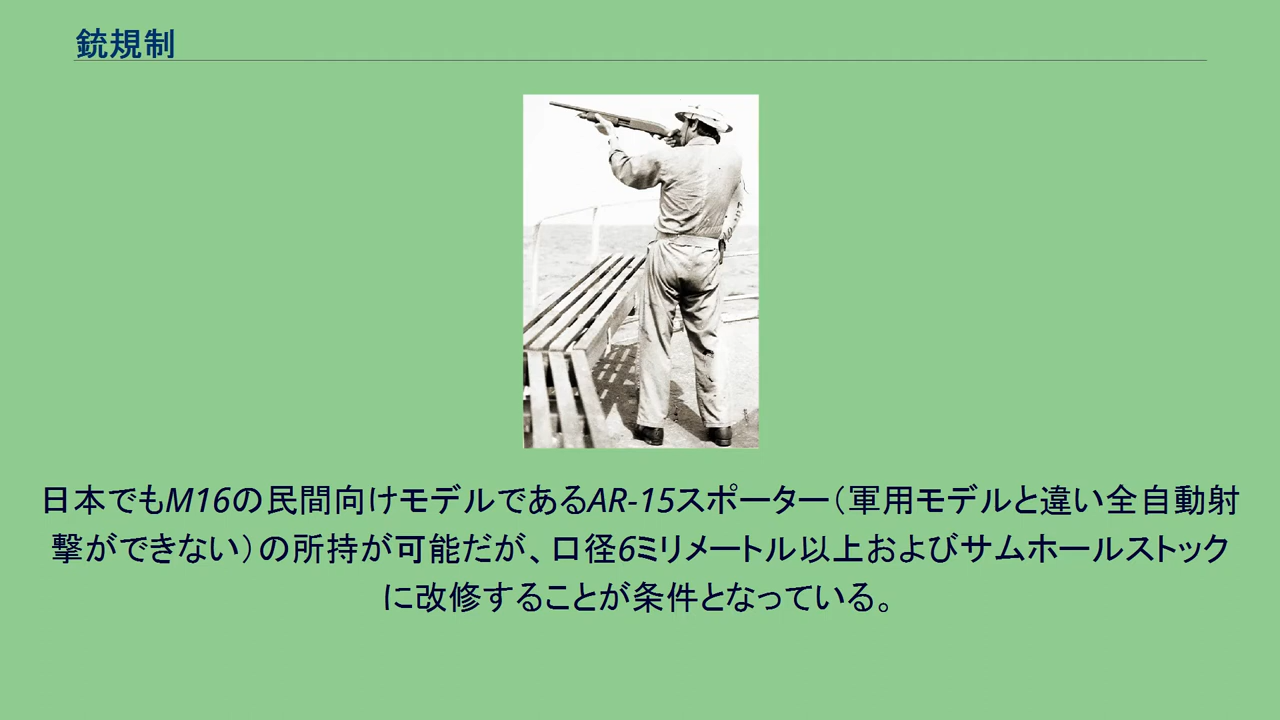 銃規制
日本でもM16の民間向けモデルであるAR-15スポーター（軍用モデルと違い全自動射
撃ができない）の所持が可能だが、口径6ミリメートル以上およびサムホールストック
に改修することが条件となっている。